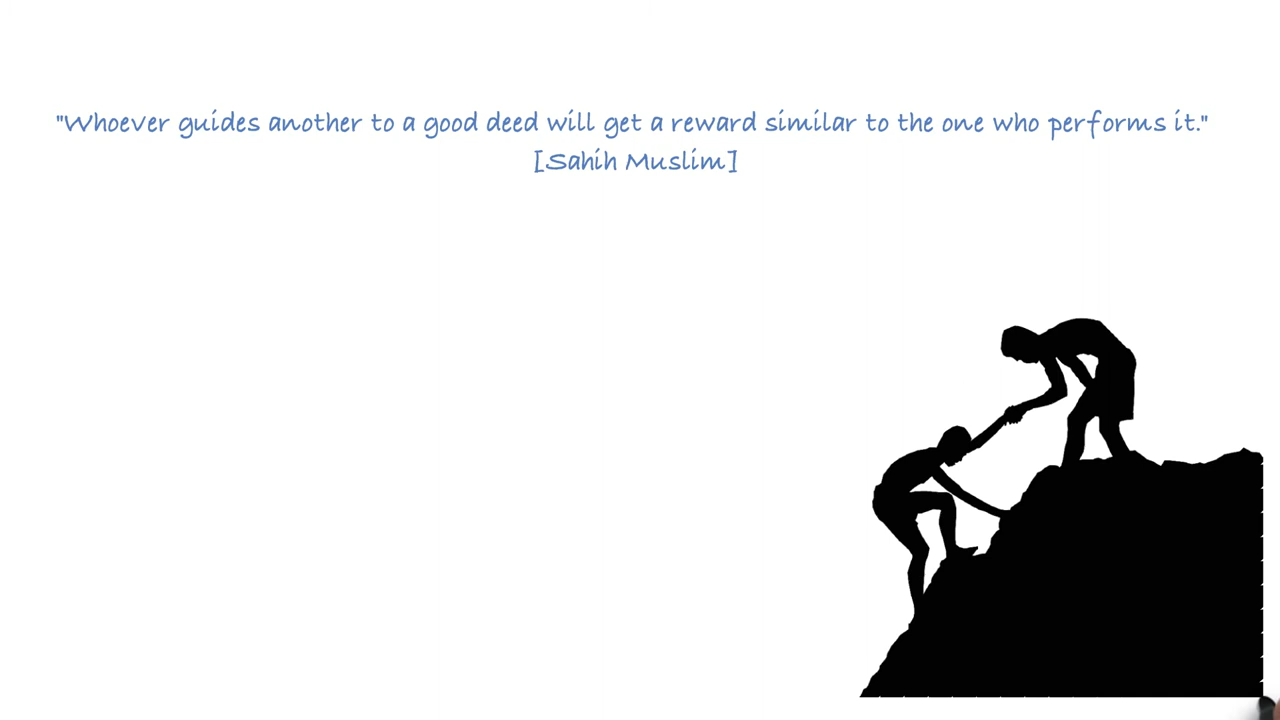 "Whoever guides another to a good deed will get a reward similar to the one who performs it."
[Sahih Muslim]